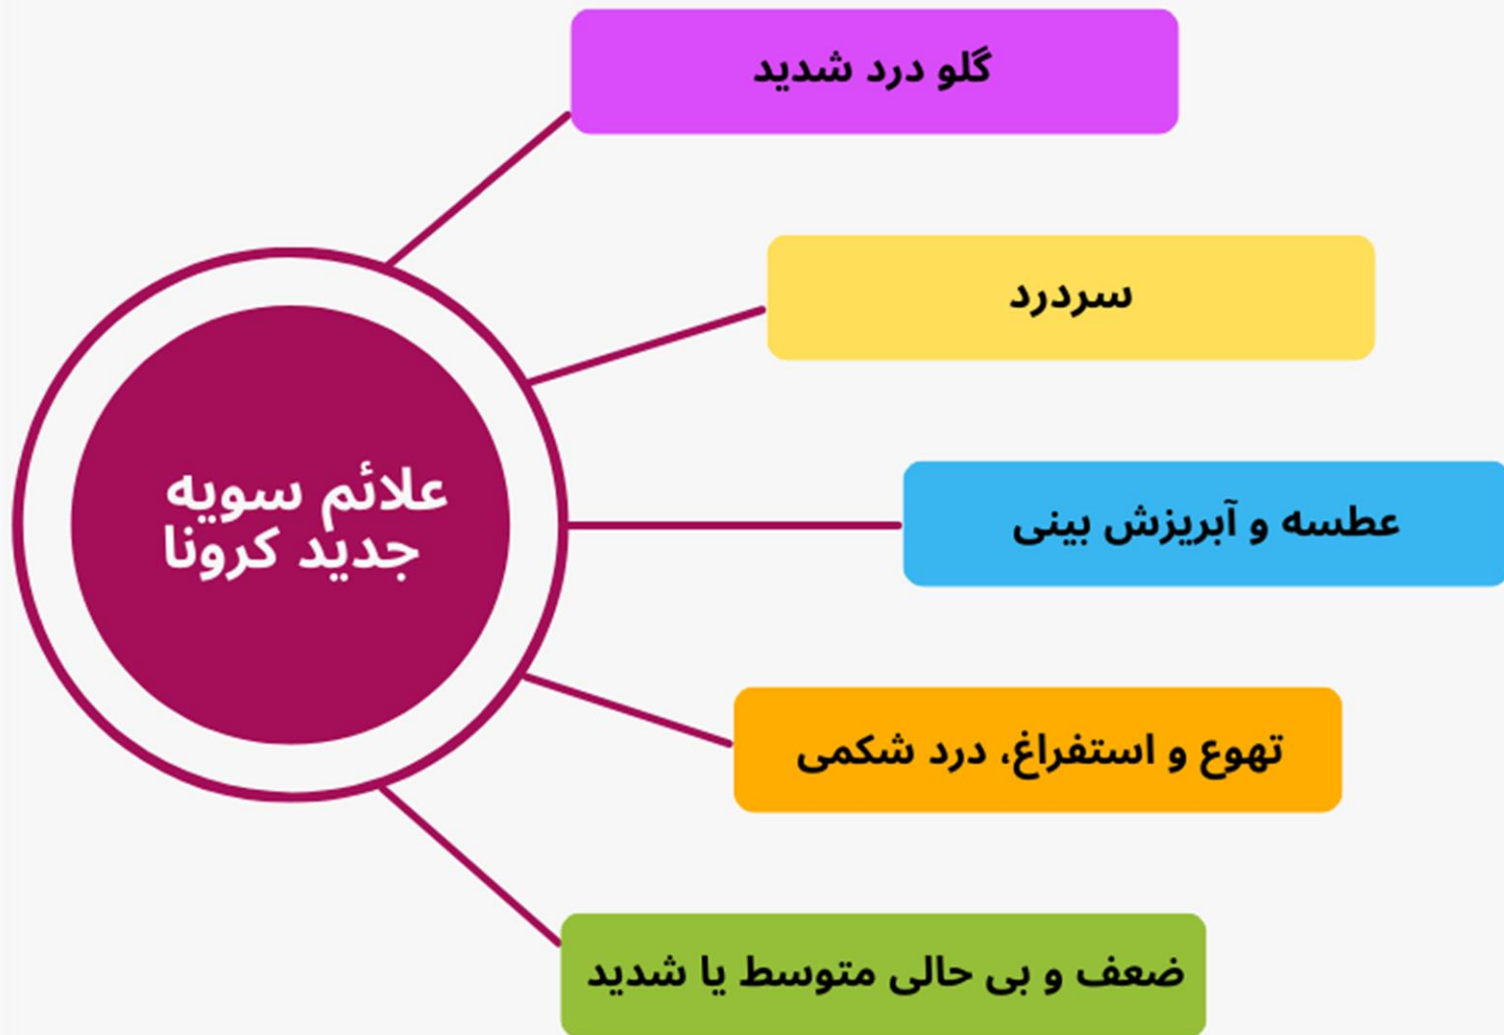 گلو درد شدید
سردرد
علائم سویه
جدید کرونا
عطسه و آبریزش بینی
تهوع و استفراغ، درد شکمی
ضعف و بی حالی متوسط یا شدید